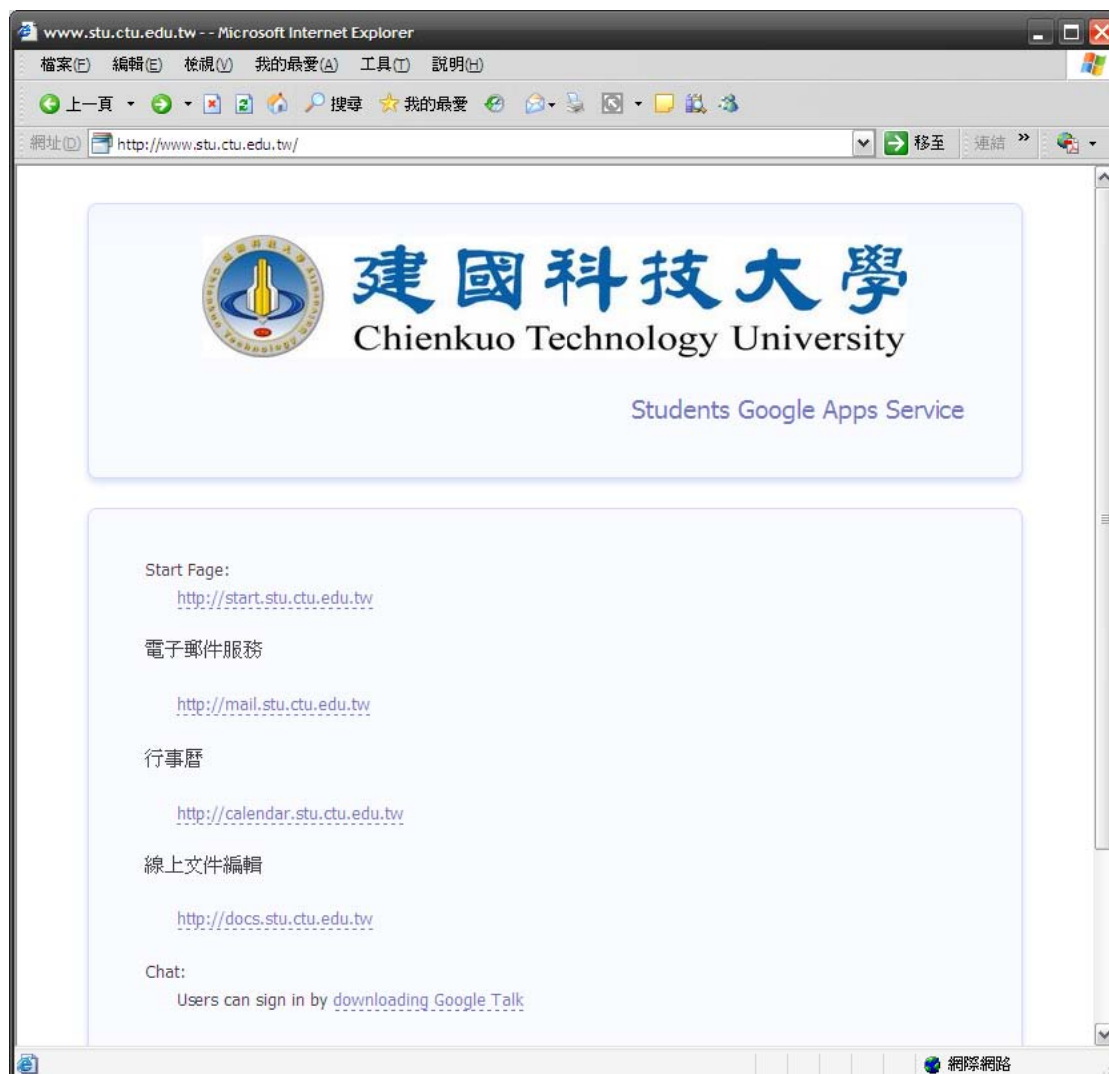 www.stu.ctu.edu.tw - - Microsoft Internet Explorer
檔案(F) 編輯(E) 檢視(V) 我的最愛(A) 工具(T) 說明(H)
上一頁 搜尋 我的最愛
網址(D) http://www.stu.ctu.edu.tw/ 移至 連結 »
建國科技大學
Chienkuo Technology University
Students Google Apps Service
Start Fage:
http://start.stu.ctu.edu.tw
電子郵件服務
http://mail.stu.ctu.edu.tw
行事曆
http://calendar.stu.ctu.edu.tw
線上文件編輯
http://docs.stu.ctu.edu.tw
Chat:
Users can sign in by downloading Google Talk
網際網路